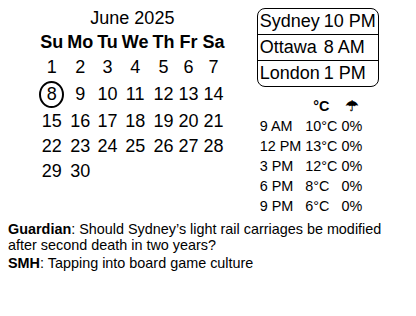 June 2025
Su Mo Tu We Th Fr Sa
1 2 3 4 5 6 7
8 9 10 11 12 13 14
15 16 17 18 19 20 21
22 23 24 25 26 27 28
29 30
Sydney 10 PM
Ottawa 8 AM
London 1 PM
°C ☂
9 AM 10°C 0%
12 PM 13°C 0%
3 PM 12°C 0%
6 PM 8°C 0%
9 PM 6°C 0%
Guardian: Should Sydney’s light rail carriages be modified
after second death in two years?
SMH: Tapping into board game culture